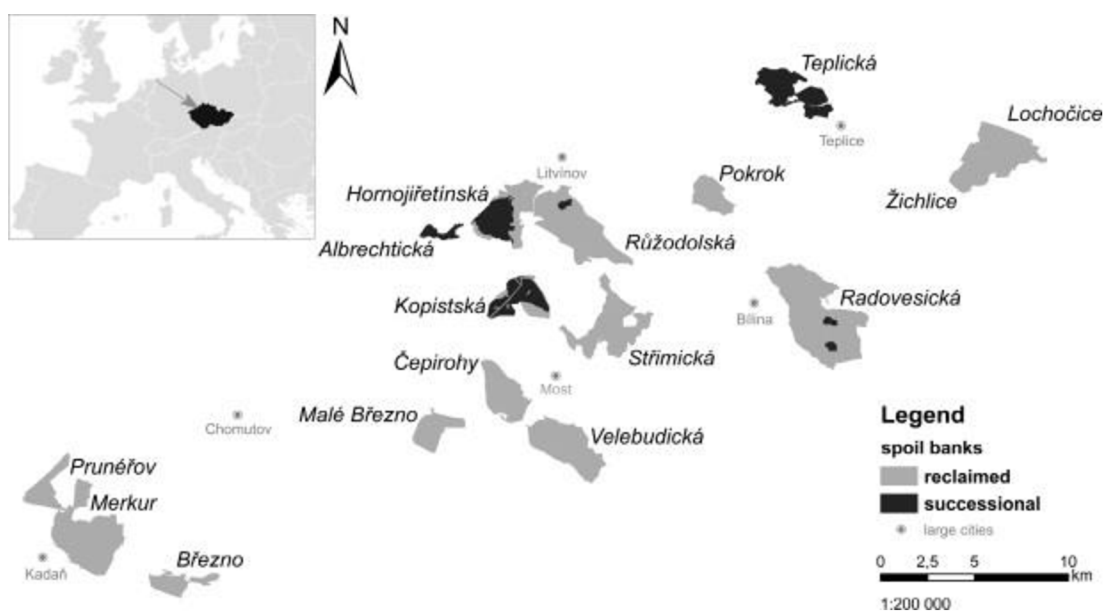 N
Teplická
Teplice
Lochočice
Žichlice
Pokrok
Litvínov
Hornojiřetínská
Albrechtická
Růžodolská
Kopistská
Radovesická
Bílina
Střimická
Čepirohy
Most
Malé Březno
Velebudická
Chomutov
Prunéřov
Merkur
Kadaň
Březno
Legend
spoil banks
reclaimed
successional
large cities
0 2,5 5 10
km
1:200 000